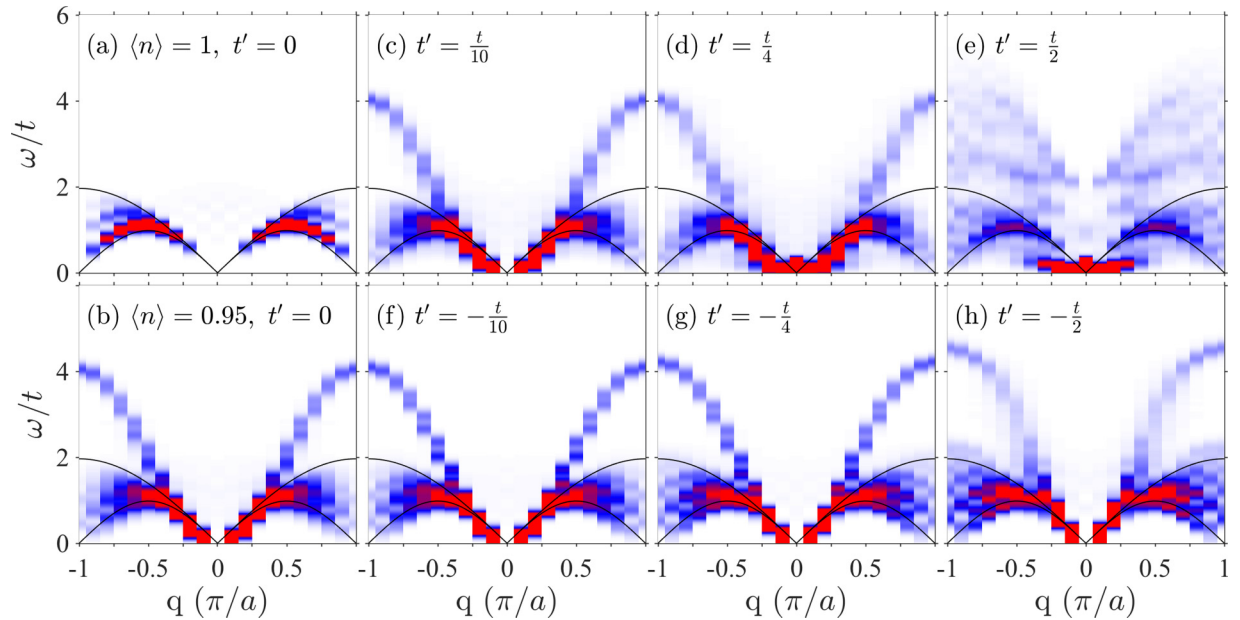 (a) ⟨n⟩ = 1, t′ = 0
(c) t′ = t/10
(d) t′ = t/4
(e) t′ = t/2
6
4
2
0
ω/t
(b) ⟨n⟩ = 0.95, t′ = 0
(f) t′ = −t/10
(g) t′ = −t/4
(h) t′ = −t/2
4
2
0
ω/t
-1 -0.5 0 0.5 -1 -0.5 0 0.5 -1 -0.5 0 0.5 -1 -0.5 0 0.5 1
q (π/a) q (π/a) q (π/a) q (π/a)